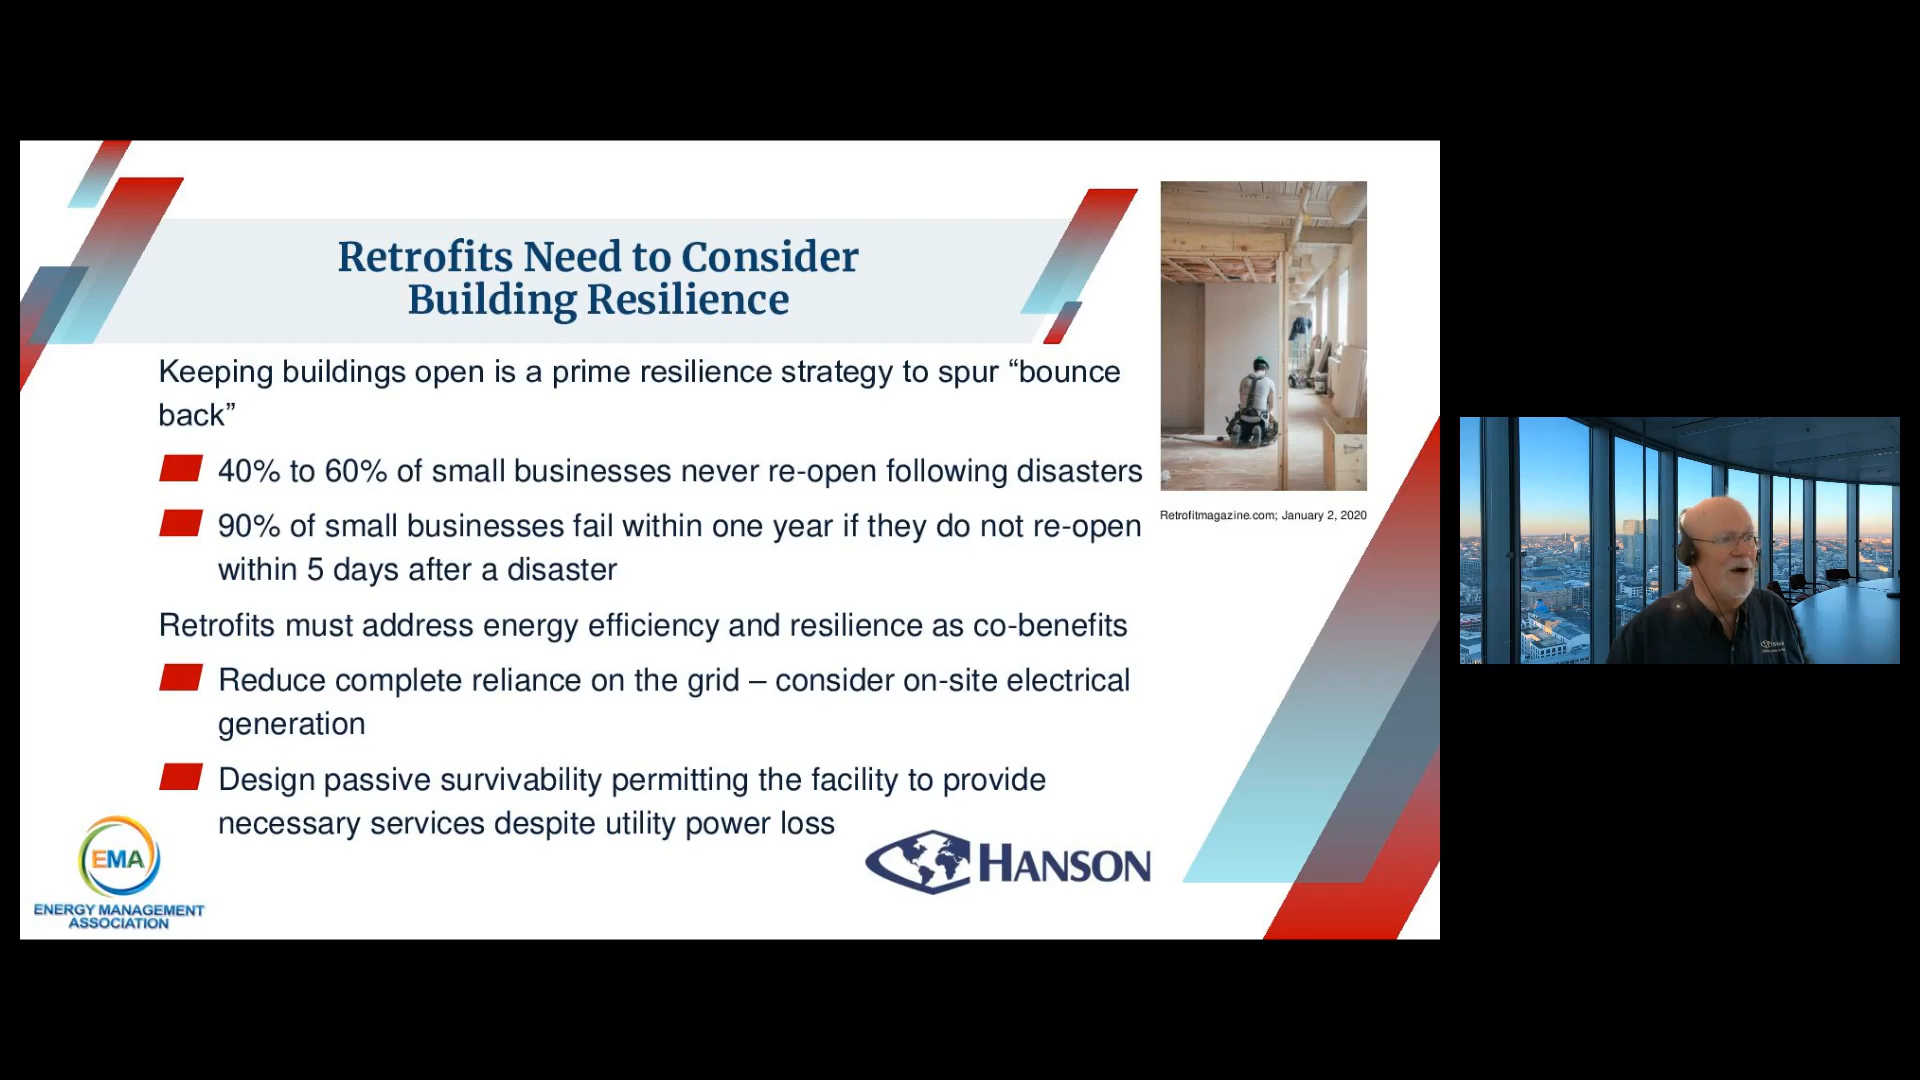 Retrofits Need to Consider
Building Resilience
Keeping buildings open is a prime resilience strategy to spur “bounce
back”
40% to 60% of small businesses never re-open following disasters
90% of small businesses fail within one year if they do not re-open
within 5 days after a disaster
Retrofits must address energy efficiency and resilience as co-benefits
Reduce complete reliance on the grid – consider on-site electrical
generation
Design passive survivability permitting the facility to provide
necessary services despite utility power loss
Retrofitmagazine.com; January 2, 2020
EMA
ENERGY MANAGEMENT
ASSOCIATION
HANSON